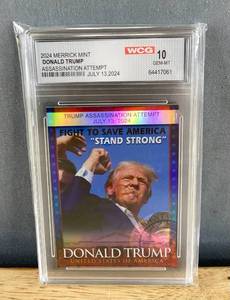 2024 MERRICK MINT
DONALD TRUMP
ASSASSINATION ATTEMPT
JULY 13,2024
WCG
10
GEM-MT
64417061
TRUMP ASSASSINATION ATTEMPT
JULY 13, 2024
FIGHT TO SAVE AMERICA
"STAND STRONG"
DONALD TRUMP
UNITED STATES OF AMERICA